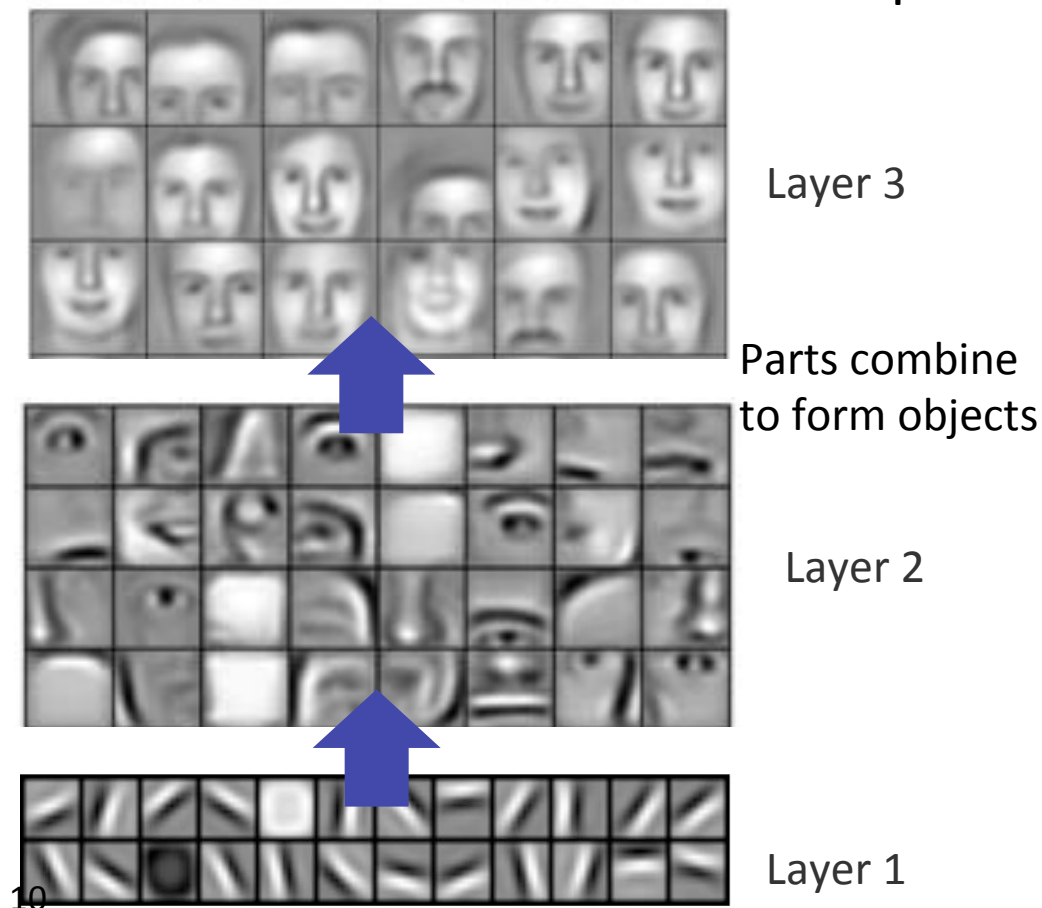 Layer 3
Parts combine
to form objects
Layer 2
Layer 1
10